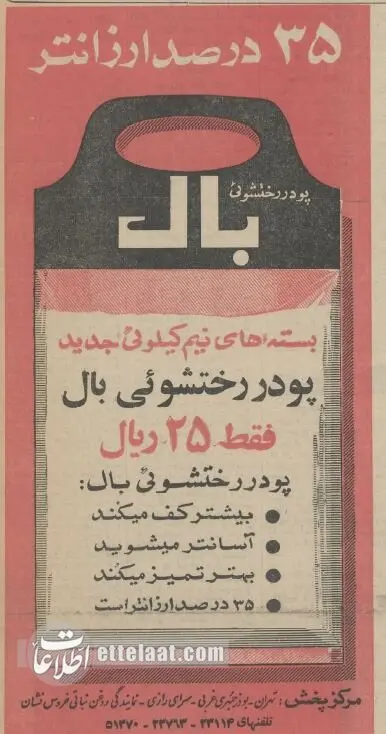 ۳۵ درصد ارزانتر
پودر رختشوئی
بال
بسته‌های نیم کیلوئی جدید
پودر رختشوئی بال
فقط ۲۵ ریال
پودر رختشوئی بال:
● بیشتر کف میکند
● آسانتر میشوید
● بهتر تمیز میکند
● ۳۵ درصد ارزانتر است
اطلاعات ettelaat.com
مرکز پخش: تهران - بوذرجمهری غربی - سرای رازی - نمایندگی روغن نباتی خروس نشان
تلفنهای ۲۳۱۱۴ - ۲۳۷۶۳ - ۵۱۳۷۰